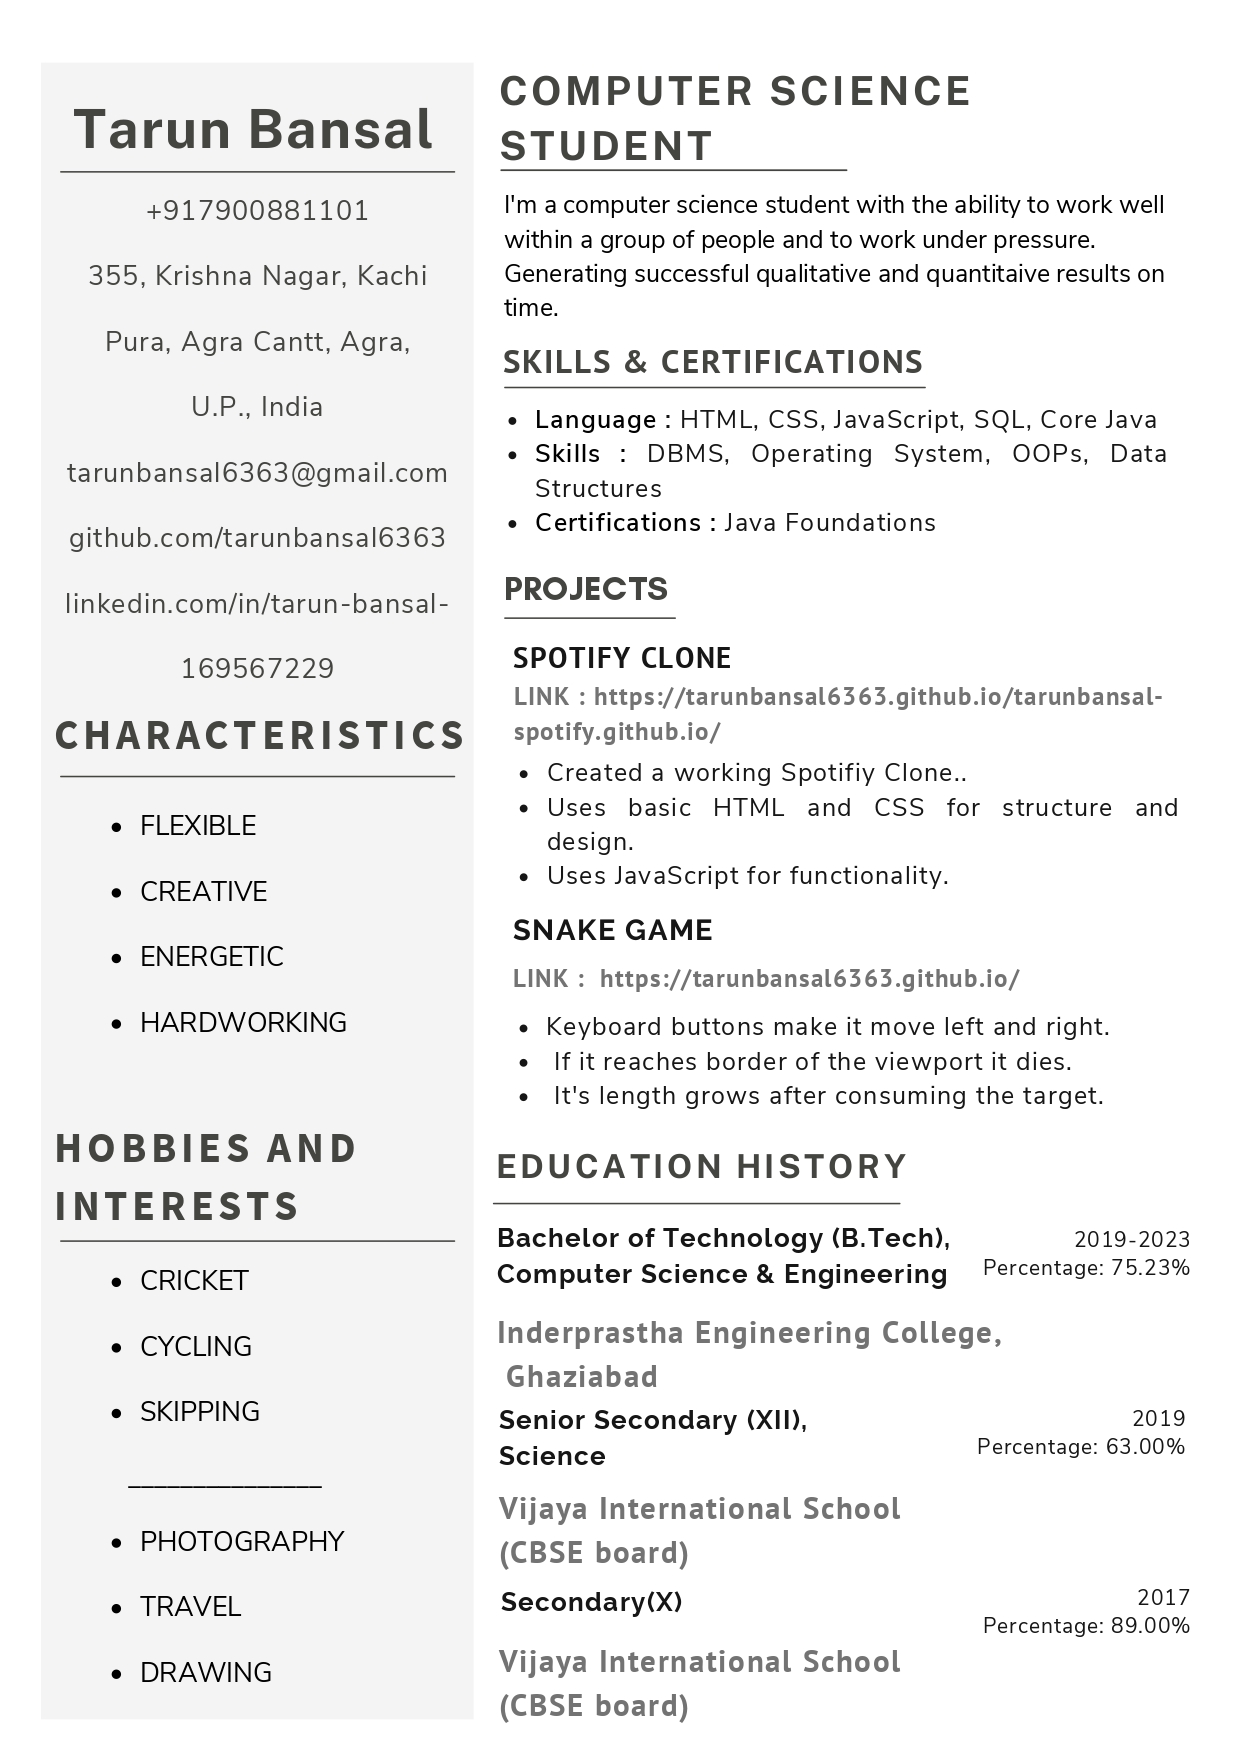 Tarun Bansal
+917900881101
355, Krishna Nagar, Kachi
Pura, Agra Cantt, Agra,
U.P., India
tarunbansal6363@gmail.com
github.com/tarunbansal6363
linkedin.com/in/tarun-bansal-
169567229
CHARACTERISTICS
• FLEXIBLE
• CREATIVE
• ENERGETIC
• HARDWORKING
HOBBIES AND
INTERESTS
• CRICKET
• CYCLING
• SKIPPING
_______________
• PHOTOGRAPHY
• TRAVEL
• DRAWING
COMPUTER SCIENCE
STUDENT
I'm a computer science student with the ability to work well
within a group of people and to work under pressure.
Generating successful qualitative and quantitaive results on
time.
SKILLS & CERTIFICATIONS
• Language : HTML, CSS, JavaScript, SQL, Core Java
• Skills : DBMS, Operating System, OOPs, Data
Structures
• Certifications : Java Foundations
PROJECTS
SPOTIFY CLONE
LINK : https://tarunbansal6363.github.io/tarunbansal-
spotify.github.io/
• Created a working Spotifiy Clone..
• Uses basic HTML and CSS for structure and
design.
• Uses JavaScript for functionality.
SNAKE GAME
LINK : https://tarunbansal6363.github.io/
• Keyboard buttons make it move left and right.
• If it reaches border of the viewport it dies.
• It's length grows after consuming the target.
EDUCATION HISTORY
Bachelor of Technology (B.Tech),
Computer Science & Engineering
2019-2023
Percentage: 75.23%
Inderprastha Engineering College,
Ghaziabad
Senior Secondary (XII),
Science
2019
Percentage: 63.00%
Vijaya International School
(CBSE board)
Secondary(X)
2017
Percentage: 89.00%
Vijaya International School
(CBSE board)